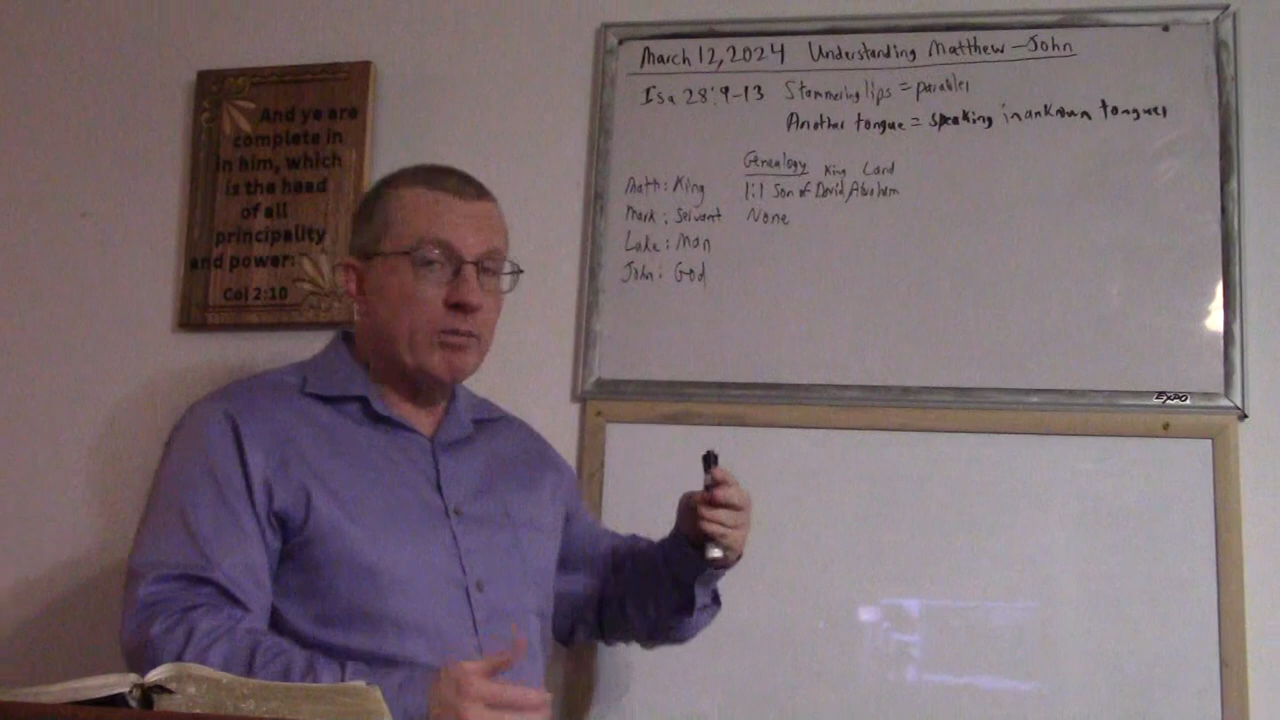 And ye are
complete in
in him, which
is the head
of all
principality
and power:
Col 2:10
March 12, 2024 Understanding Matthew-John
Isa 28:9-13 Stammering lips = parables
Another tongue = speaking in unknown tongues
Genealogy King Land
Matt: King 1:1 Son of David, Abraham
Mark: Servant None
Luke: Man
John: God
EXPO